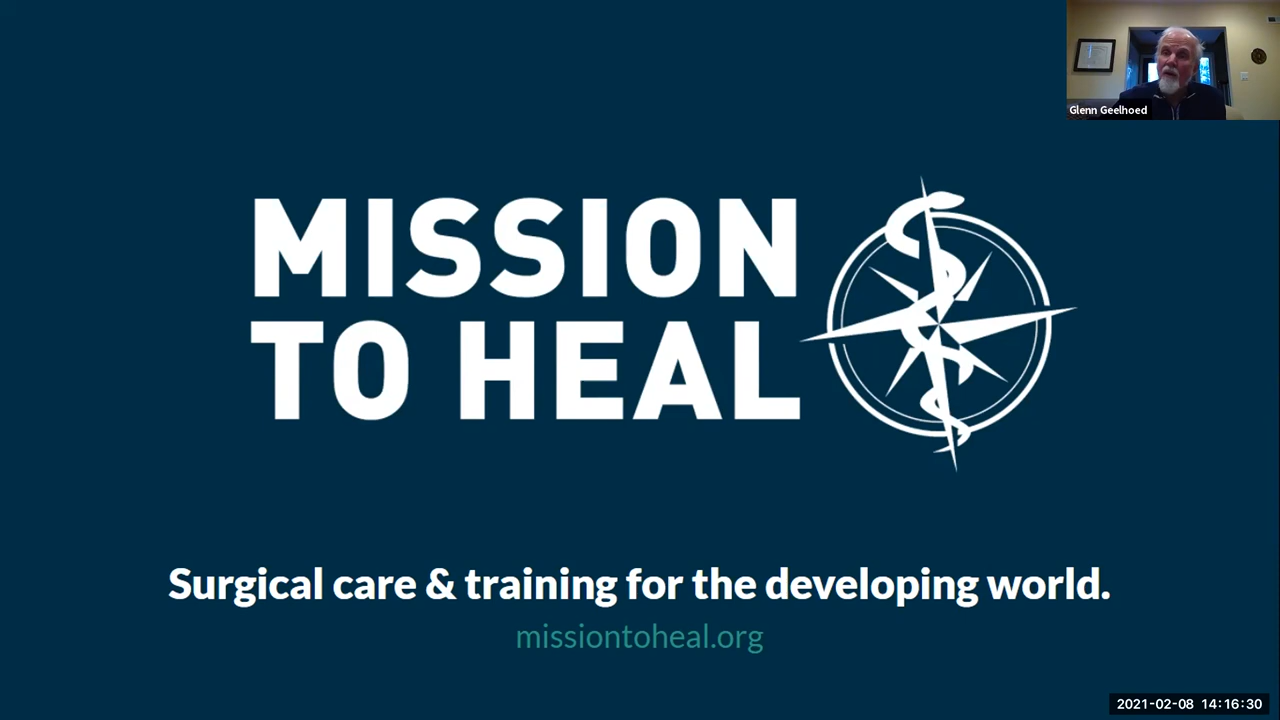 Glenn Geelhoed
MISSION
TO HEAL
Surgical care & training for the developing world.
missiontoheal.org
2021-02-08 14:16:30